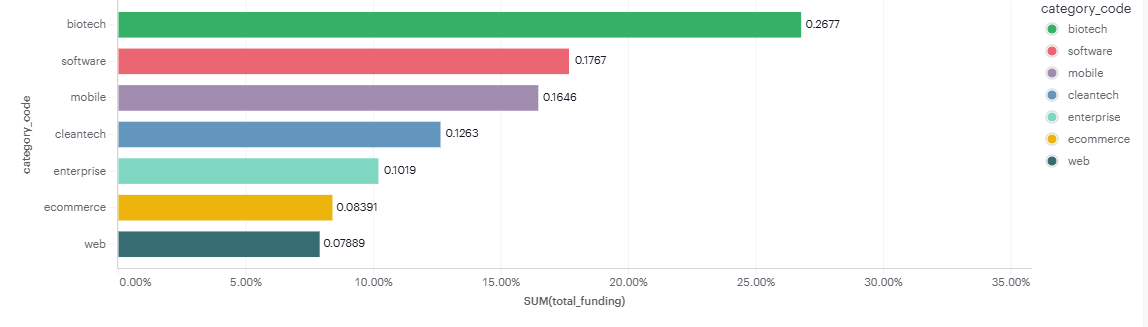 category_code
biotech
0.2677
software
0.1767
mobile
0.1646
cleantech
0.1263
enterprise
0.1019
ecommerce
0.08391
web
0.07889
0.00%
5.00%
10.00%
15.00%
20.00%
25.00%
30.00%
35.00%
SUM(total_funding)
category_code
biotech
software
mobile
cleantech
enterprise
ecommerce
web